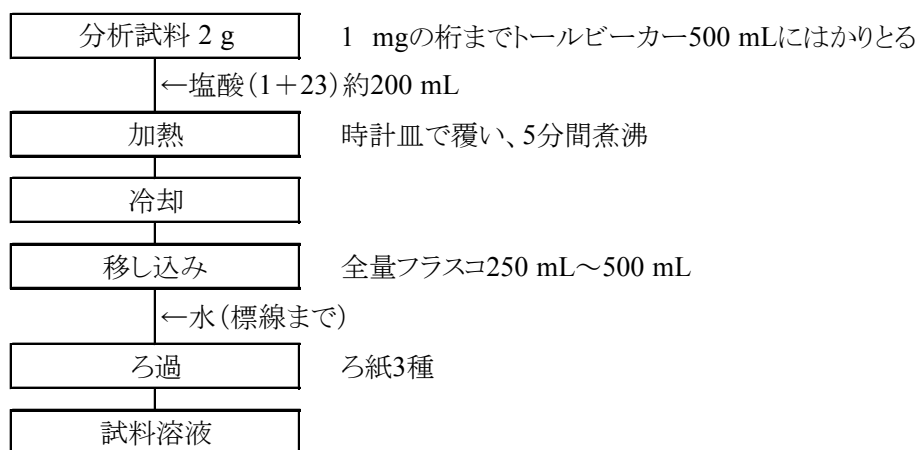 分析試料 2 g　1 mgの桁までトールビーカー500 mLにはかりとる
←塩酸(1＋23)約200 mL
加熱　時計皿で覆い、5分間煮沸
冷却
移し込み　全量フラスコ250 mL～500 mL
←水(標線まで)
ろ過　ろ紙3種
試料溶液